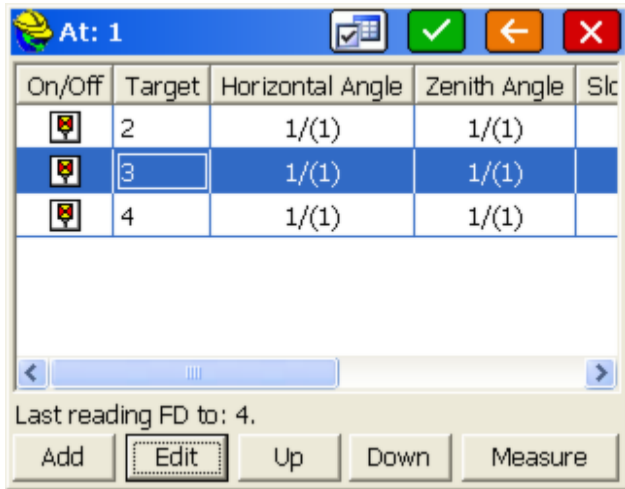 At: 1
On/Off Target Horizontal Angle Zenith Angle Slo
2 1/(1) 1/(1)
3 1/(1) 1/(1)
4 1/(1) 1/(1)
Last reading FD to: 4.
Add Edit Up Down Measure